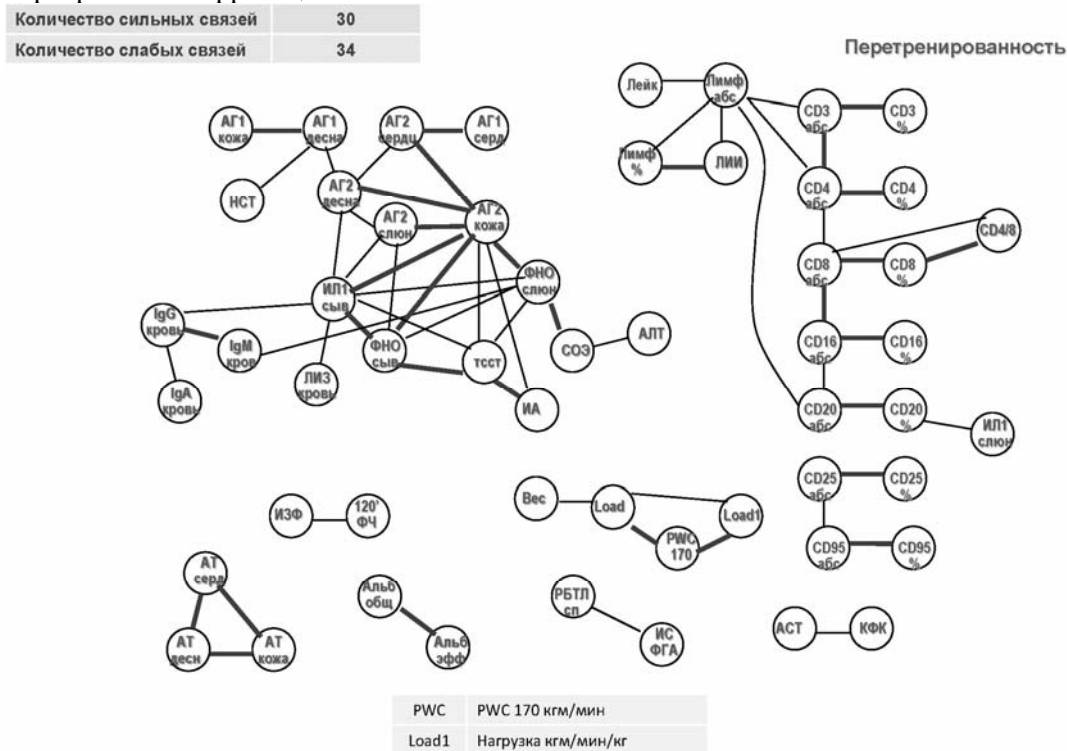 Количество сильных связей 30
Количество слабых связей 34
Перетренированность
Лейк
Лимф
абс
CD3
абс
CD3
%
АГ1
кожа
АГ1
десна
АГ2
сердц
АГ1
серд
Лимф
%
ЛИИ
НСТ
АГ2
десна
CD4
абс
CD4
%
АГ2
слюн
АГ2
кожа
CD4/8
CD8
абс
CD8
%
ИЛ1
сыв
ФНО
слюн
IgG
кровь
IgM
кров
ФНО
сыв
тсст
СОЭ
АЛТ
CD16
абс
CD16
%
IgA
кровь
ЛИЗ
кровь
ИА
CD20
абс
CD20
%
ИЛ1
слюн
CD25
абс
CD25
%
ИЗФ
120'
ФЧ
Вес
Load
Load1
PWC
170
CD95
абс
CD95
%
АТ
серд
АТ
десн
АТ
кожа
Альб
общ
Альб
эфф
РБТЛ
сп
ИС
ФГА
АСТ
КФК
PWC PWC 170 кгм/мин
Load1 Нагрузка кгм/мин/кг